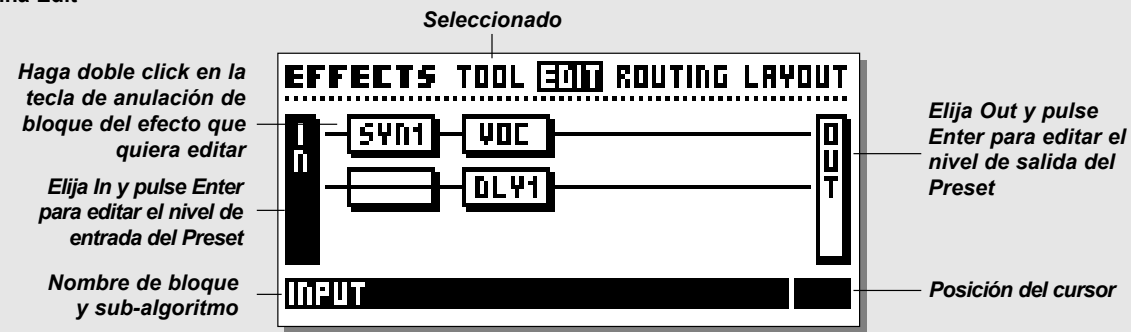 Seleccionado
Haga doble click en la
tecla de anulación de
bloque del efecto que
quiera editar
Elija In y pulse Enter
para editar el nivel de
entrada del Preset
Nombre de bloque
y sub-algoritmo
EFFECTS TOOL EDIT ROUTING LAYOUT
IN
SYN1 VOC
DLY1
OUT
INPUT
Elija Out y pulse
Enter para editar el
nivel de salida del
Preset
Posición del cursor